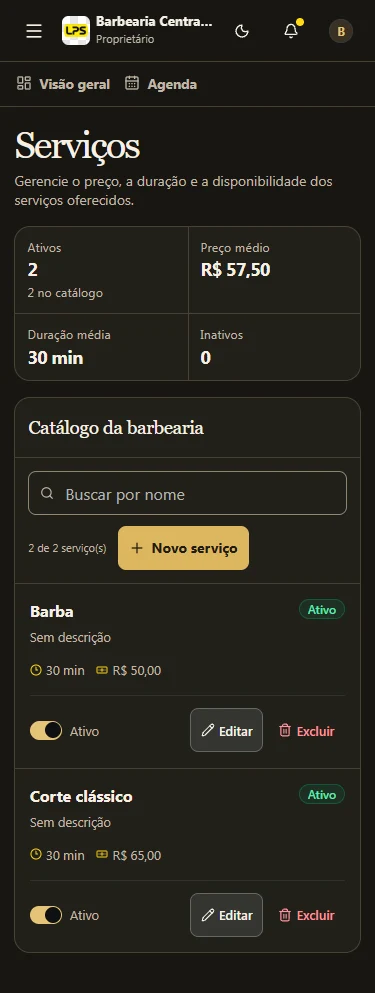 LPS
Barbearia Centra...
Proprietário
B
Visão geral
Agenda
Serviços
Gerencie o preço, a duração e a disponibilidade dos
serviços oferecidos.
Ativos
2
2 no catálogo
Preço médio
R$ 57,50
Duração média
30 min
Inativos
0
Catálogo da barbearia
Buscar por nome
2 de 2 serviço(s)
+ Novo serviço
Barba
Ativo
Sem descrição
30 min
R$ 50,00
Ativo
Editar
Excluir
Corte clássico
Ativo
Sem descrição
30 min
R$ 65,00
Ativo
Editar
Excluir